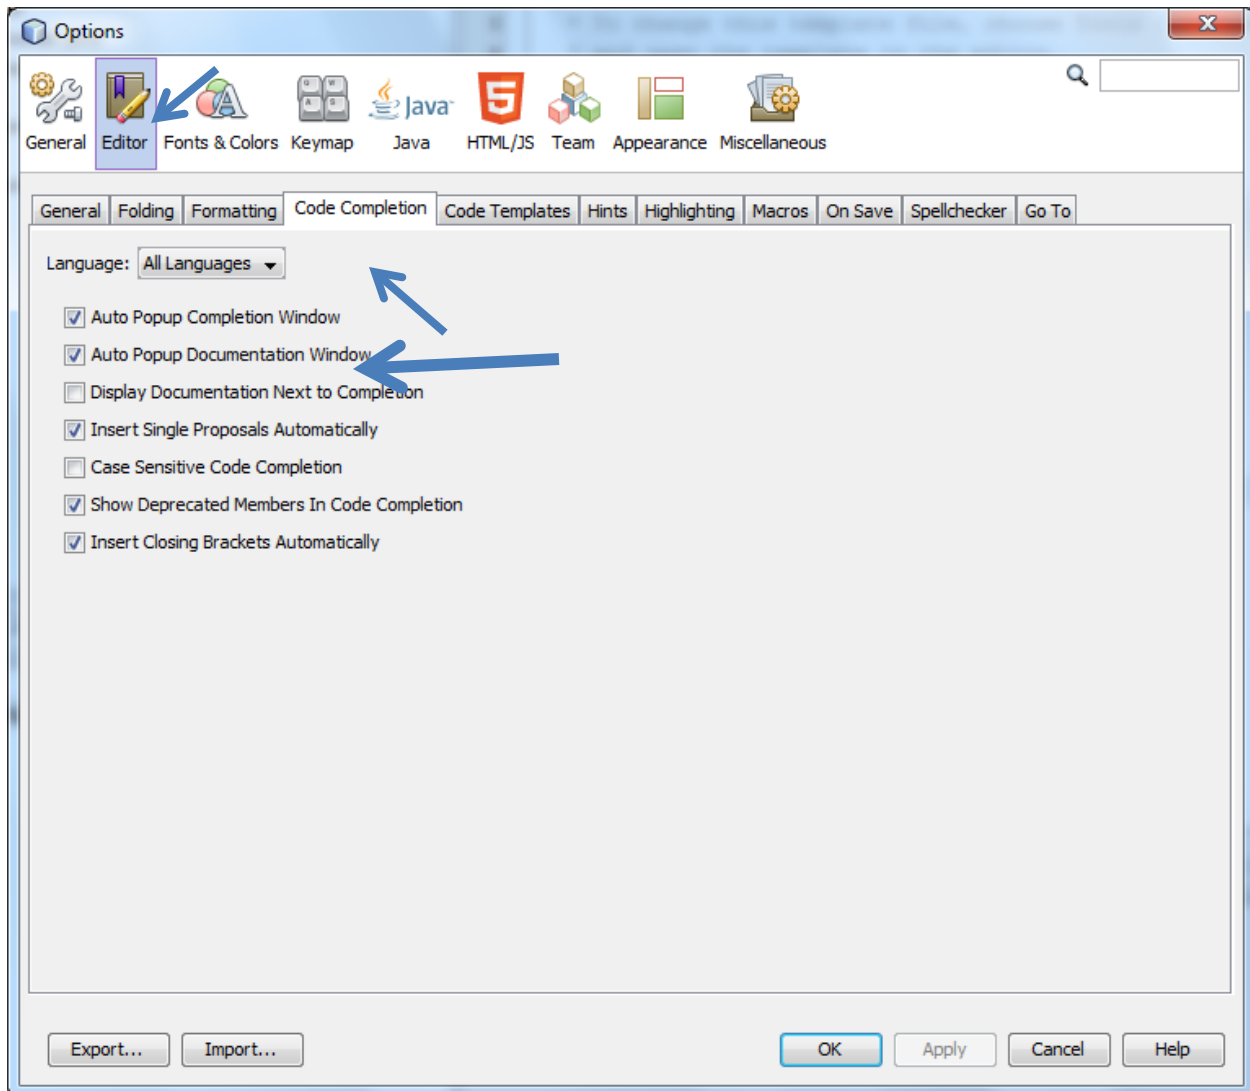 Options
X
General Editor Fonts & Colors Keymap Java HTML/JS Team Appearance Miscellaneous
General Folding Formatting Code Completion Code Templates Hints Highlighting Macros On Save Spellchecker Go To
Language: All Languages
Auto Popup Completion Window
Auto Popup Documentation Window
Display Documentation Next to Completion
Insert Single Proposals Automatically
Case Sensitive Code Completion
Show Deprecated Members In Code Completion
Insert Closing Brackets Automatically
Export... Import... OK Apply Cancel Help